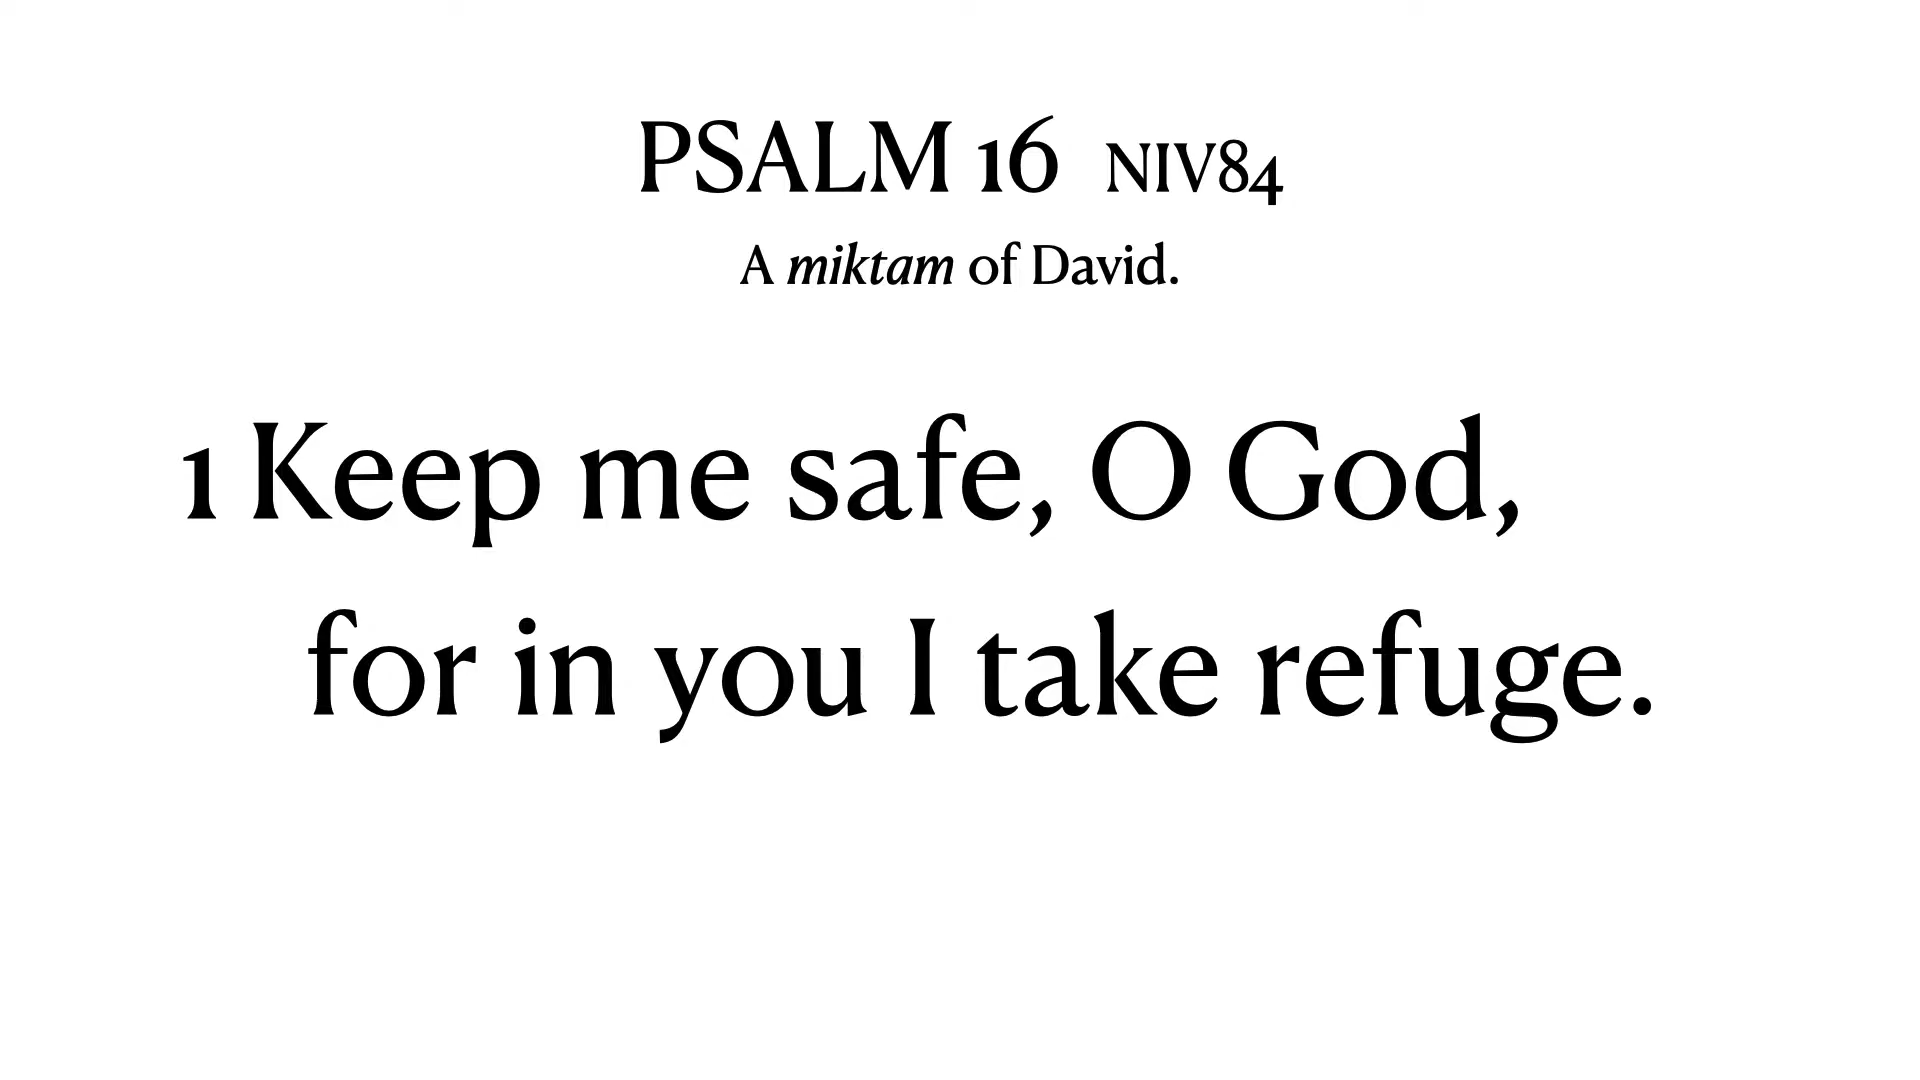 PSALM 16 NIV84
A miktam of David.
1 Keep me safe, O God,
for in you I take refuge.